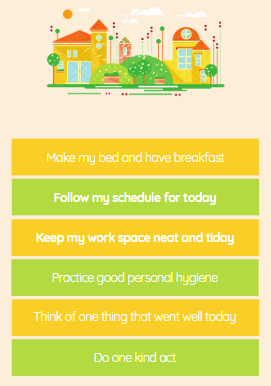 Make my bed and have breakfast
Follow my schedule for today
Keep my work space neat and tiday
Practice good personal hygiene
Think of one thing that went well today
Do one kind act